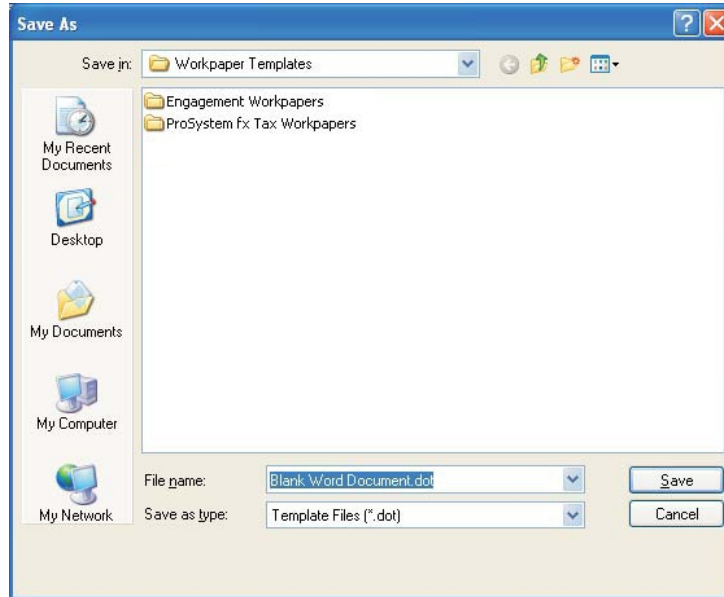 Save As
Save in:
Workpaper Templates
Engagement Workpapers
ProSystem fx Tax Workpapers
My Recent
Documents
Desktop
My Documents
My Computer
My Network
File name:
Blank Word Document.dot
Save
Save as type:
Template Files (*.dot)
Cancel